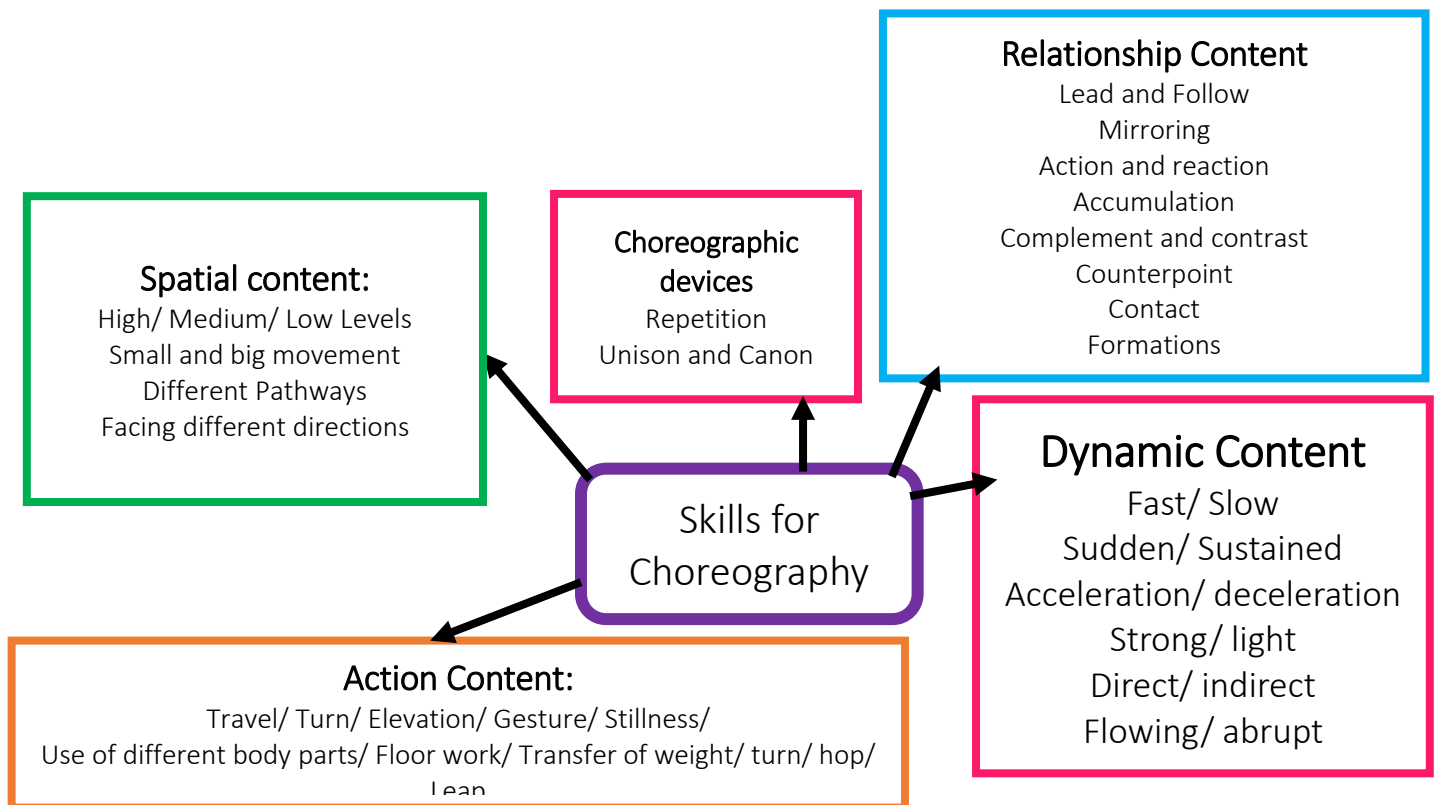 Relationship Content
Lead and Follow
Mirroring
Action and reaction
Accumulation
Complement and contrast
Counterpoint
Contact
Formations
Spatial content:
High/ Medium/ Low Levels
Small and big movement
Different Pathways
Facing different directions
Choreographic
devices
Repetition
Unison and Canon
Dynamic Content
Fast/ Slow
Sudden/ Sustained
Acceleration/ deceleration
Strong/ light
Direct/ indirect
Flowing/ abrupt
Skills for
Choreography
Action Content:
Travel/ Turn/ Elevation/ Gesture/ Stillness/
Use of different body parts/ Floor work/ Transfer of weight/ turn/ hop/
Leap